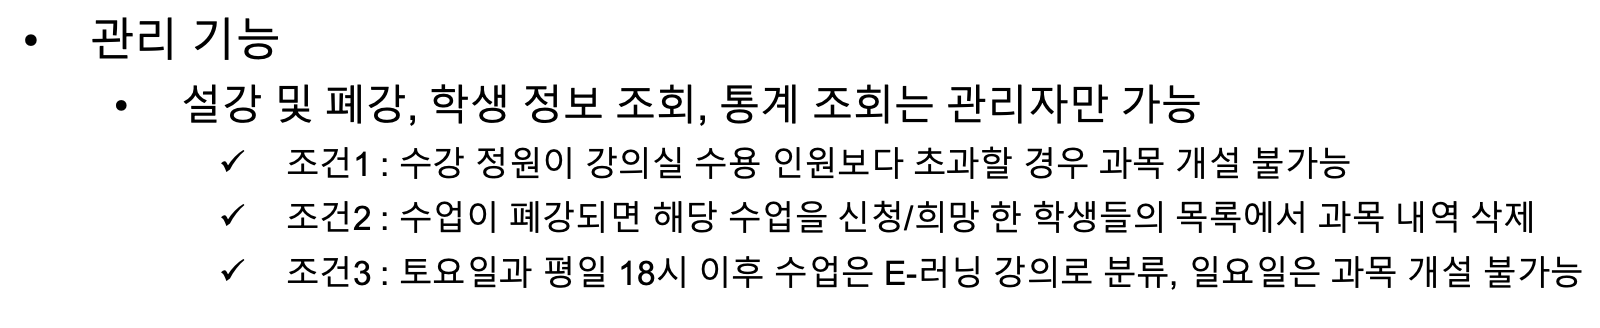 • 관리 기능
• 설강 및 폐강, 학생 정보 조회, 통계 조회는 관리자만 가능
✓ 조건1 : 수강 정원이 강의실 수용 인원보다 초과할 경우 과목 개설 불가능
✓ 조건2 : 수업이 폐강되면 해당 수업을 신청/희망 한 학생들의 목록에서 과목 내역 삭제
✓ 조건3 : 토요일과 평일 18시 이후 수업은 E-러닝 강의로 분류, 일요일은 과목 개설 불가능